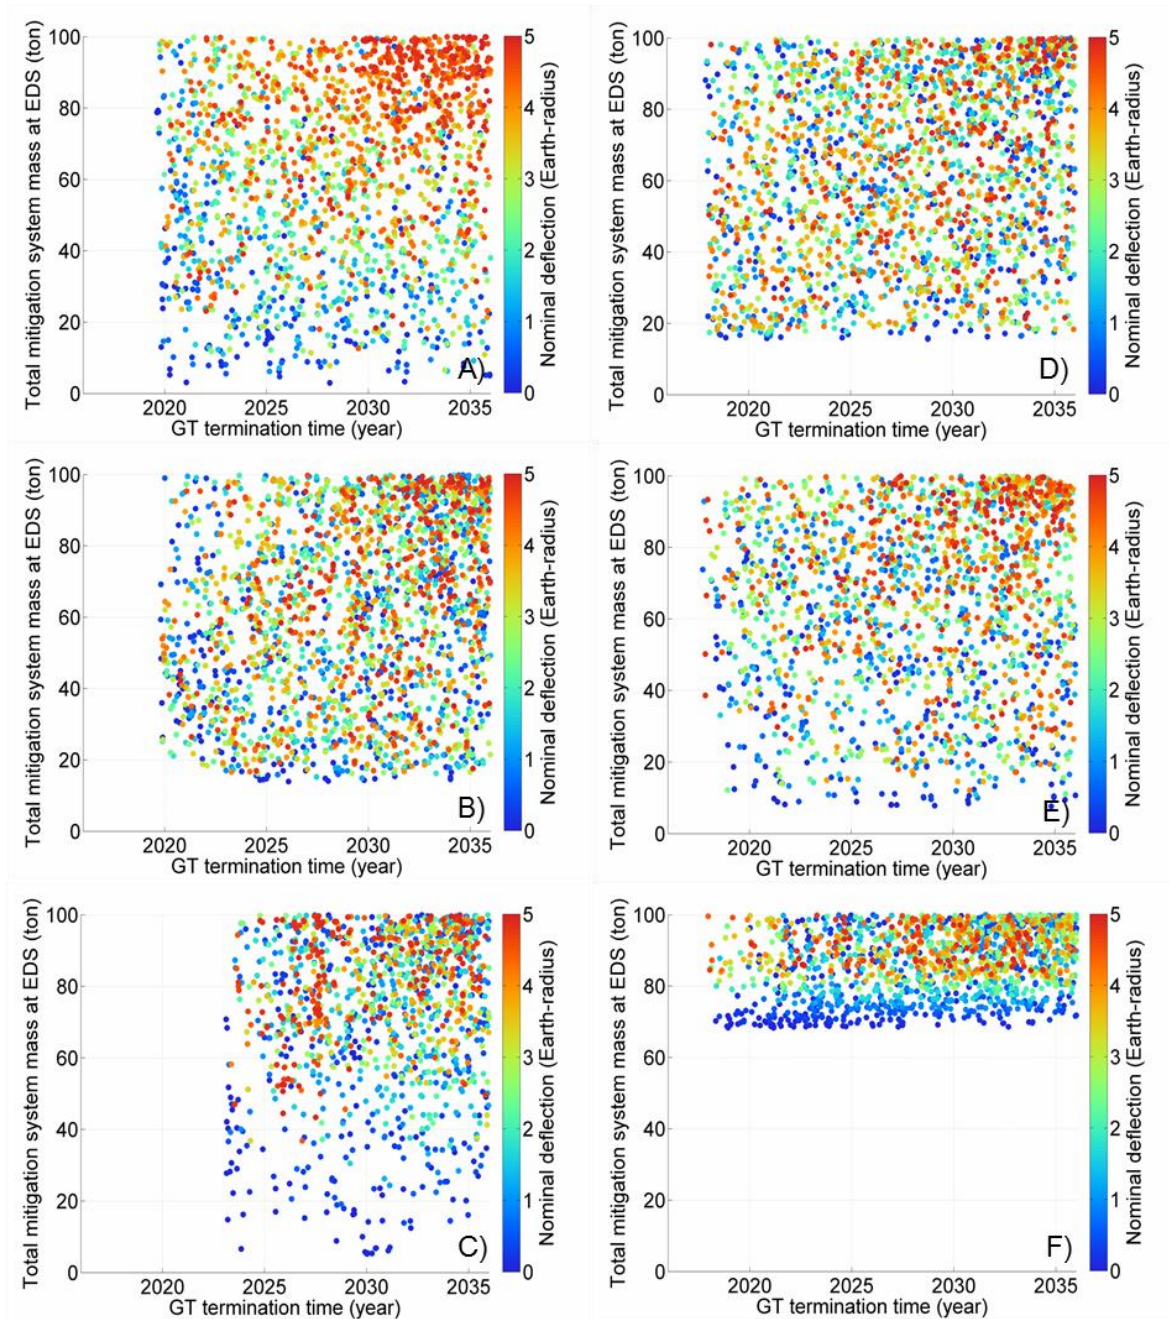 Total mitigation system mass at EDS (ton)
100
80
60
40
20
0
2020 2025 2030 2035
GT termination time (year)
A)
5
4
3
2
1
0
Nominal deflection (Earth-radius)
Total mitigation system mass at EDS (ton)
100
80
60
40
20
0
2020 2025 2030 2035
GT termination time (year)
D)
5
4
3
2
1
0
Nominal deflection (Earth-radius)
Total mitigation system mass at EDS (ton)
100
80
60
40
20
0
2020 2025 2030 2035
GT termination time (year)
B)
5
4
3
2
1
0
Nominal deflection (Earth-radius)
Total mitigation system mass at EDS (ton)
100
80
60
40
20
0
2020 2025 2030 2035
GT termination time (year)
E)
5
4
3
2
1
0
Nominal deflection (Earth-radius)
Total mitigation system mass at EDS (ton)
100
80
60
40
20
0
2020 2025 2030 2035
GT termination time (year)
C)
5
4
3
2
1
0
Nominal deflection (Earth-radius)
Total mitigation system mass at EDS (ton)
100
80
60
40
20
0
2020 2025 2030 2035
GT termination time (year)
F)
5
4
3
2
1
0
Nominal deflection (Earth-radius)